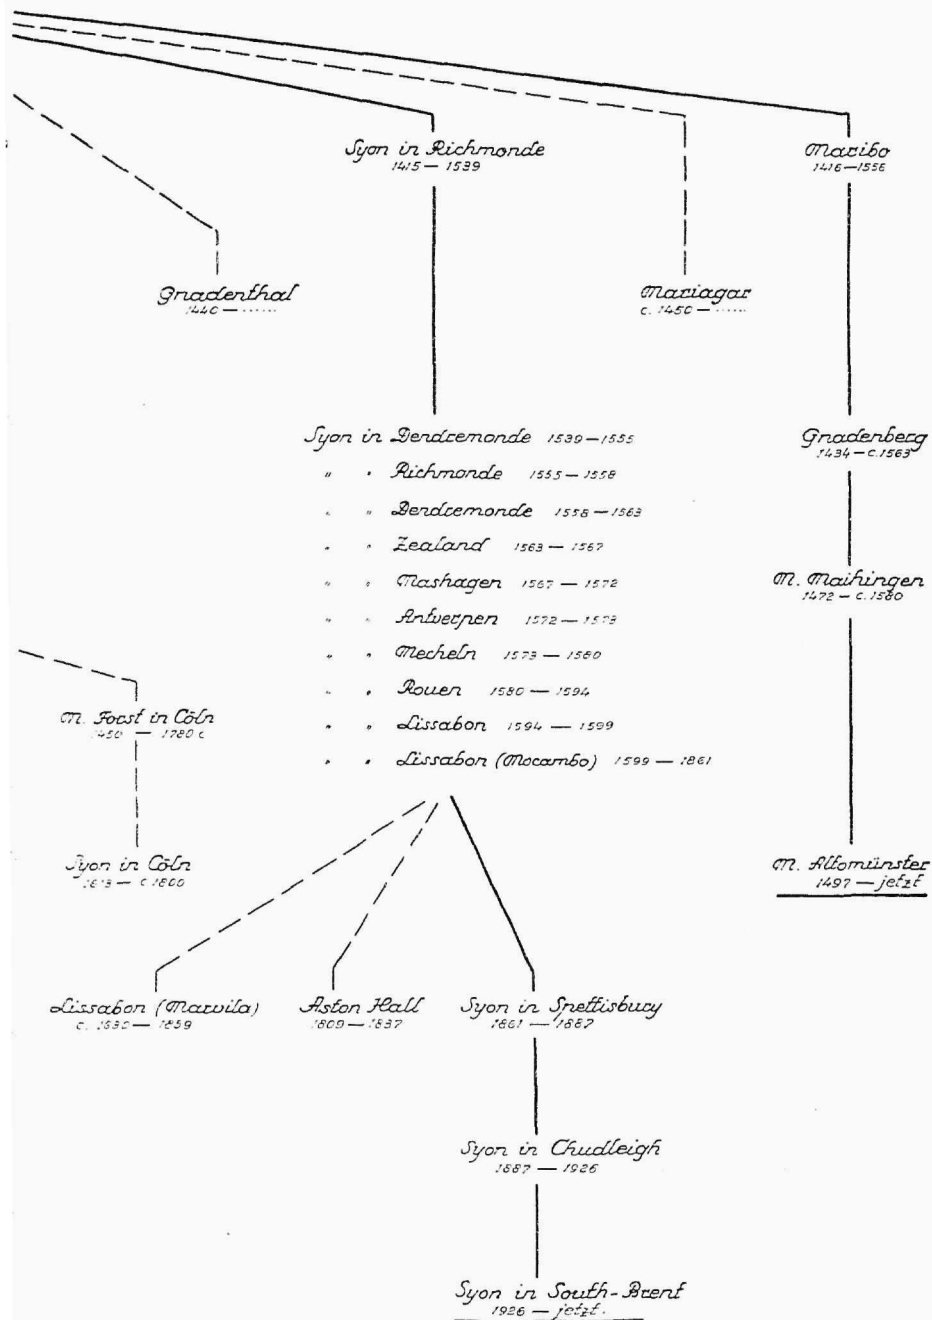 Syon in Richmonde
1415 — 1539
Maribo
1416 — 1556
Gnadenthal
1440 — ......
Mariagar
c. 1450 — ......
Syon in Dendremonde 1539 — 1555
" " Richmonde 1555 — 1558
" " Dendremonde 1558 — 1563
" " Zealand 1563 — 1567
" " Mashagen 1567 — 1572
" " Antverpen 1572 — 1573
" " Mecheln 1573 — 1580
" " Rouen 1580 — 1594
" " Lissabon 1594 — 1599
" " Lissabon (Mocambo) 1599 — 1861
Gnadenberg
1434 — c. 1563
M. Maihingen
1472 — c. 1580
M. Forst in Cöln
1450 — 1780 c
Syon in Cöln
M. Altomünster
1497 — jetzt
Lissabon (Marvila)
Aston Hall
1809 — 1837
Syon in Spettisbury
1861 — 1887
Syon in Chudleigh
1887 — 1926
Syon in South-Brent
1926 — jetzt.